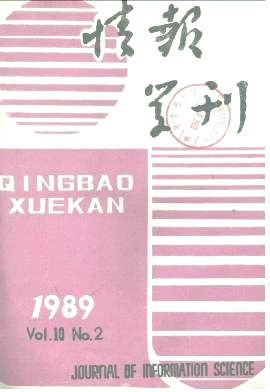 情報
学刊
QINGBAO
XUEKAN
1989
Vol.10 No.2
JOURNAL OF INFORMATION SCIENCE